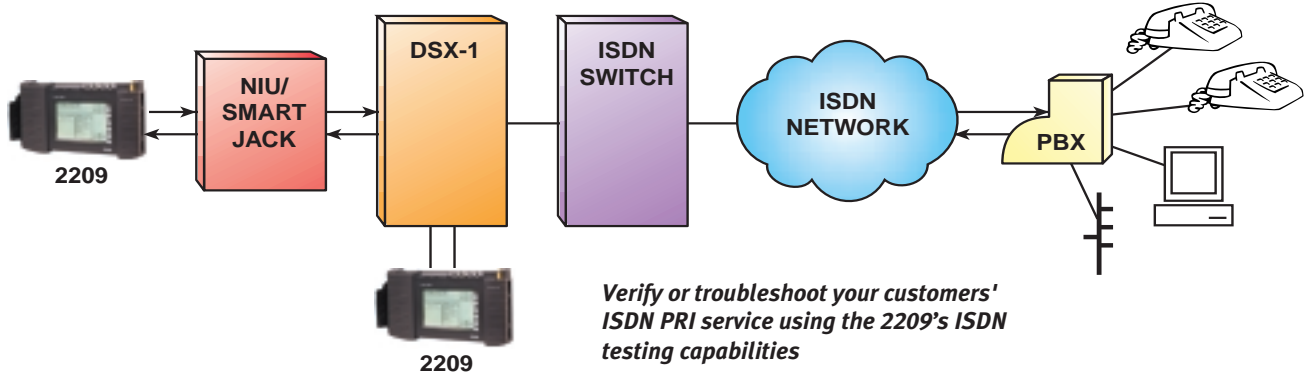 DSX-1
ISDN
SWITCH
NIU/
SMART
JACK
ISDN
NETWORK
PBX
2209
Verify or troubleshoot your customers'
ISDN PRI service using the 2209’s ISDN
testing capabilities
2209